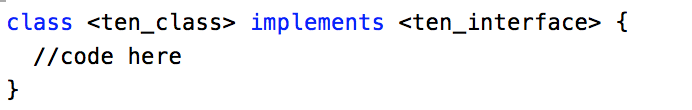 class <ten_class> implements <ten_interface> {
//code here
}